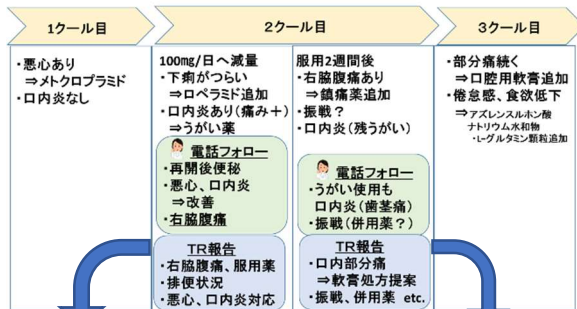 1クール目
2クール目
3クール目
・悪心あり
⇒メトクロプラミド
・口内炎なし
100mg/日へ減量
・下痢がつらい
⇒ロペラミド追加
・口内炎あり(痛み+)
⇒うがい薬
電話フォロー
・再開後便秘
・悪心、口内炎
⇒改善
・右脇腹痛
TR報告
・右脇腹痛、服用薬
・排便状況
・悪心、口内炎対応
服用2週間後
・右脇腹痛あり
⇒鎮痛薬追加
・振戦？
・口内炎(残うがい)
電話フォロー
・うがい使用も
口内炎(歯茎痛)
・振戦(併用薬？)
TR報告
・口内部分痛
⇒軟膏処方提案
・振戦、併用薬 etc.
・部分痛続く
⇒口腔用軟膏追加
・倦怠感、食欲低下
⇒アズレンスルホン酸
ナトリウム水和物
・L-グルタミン顆粒追加